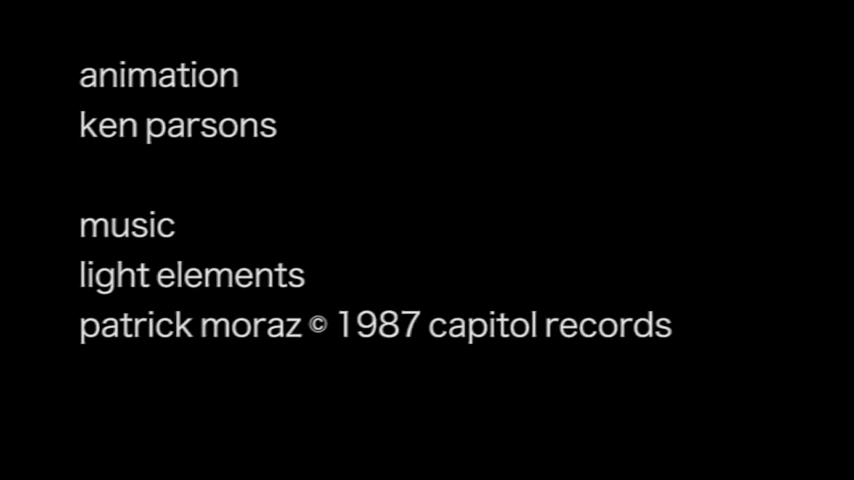 animation
ken parsons
music
light elements
patrick moraz © 1987 capitol records